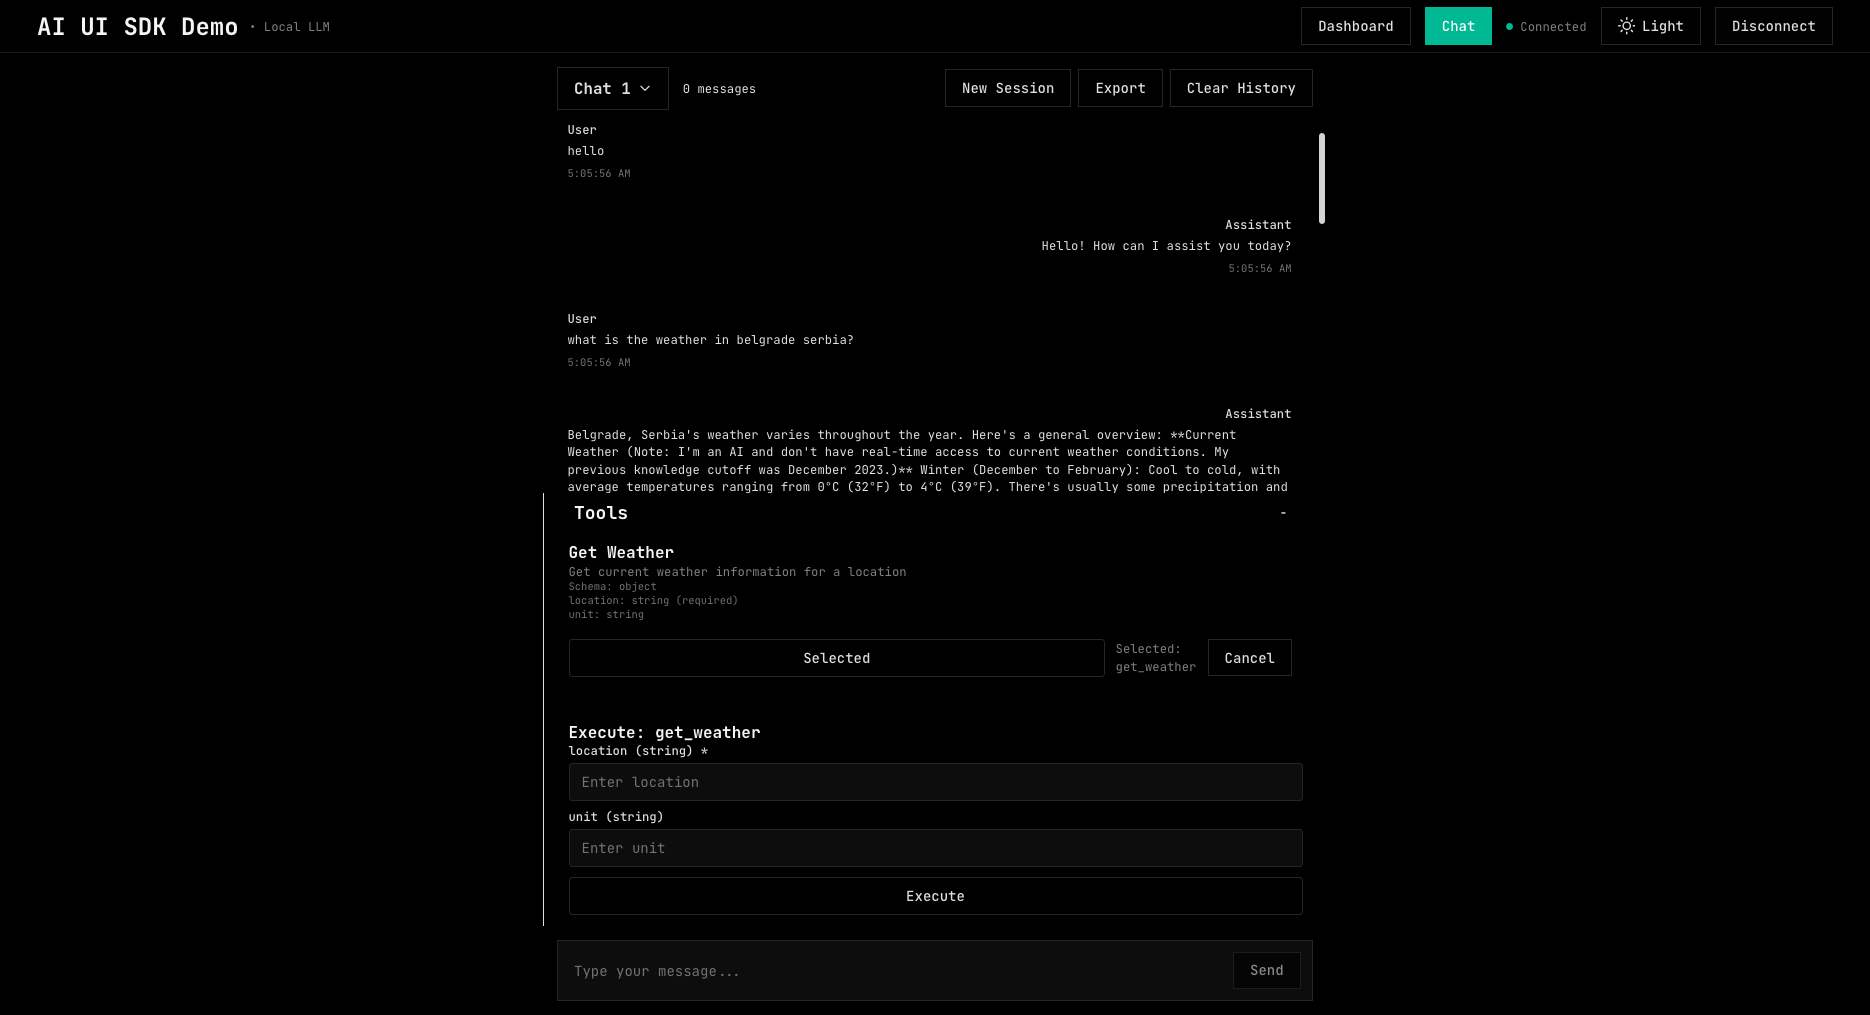 AI UI SDK Demo • Local LLM
Dashboard
Chat
Connected
Light
Disconnect
Chat 1
0 messages
New Session
Export
Clear History
User
hello
5:05:56 AM
Assistant
Hello! How can I assist you today?
5:05:56 AM
User
what is the weather in belgrade serbia?
5:05:56 AM
Assistant
Belgrade, Serbia's weather varies throughout the year. Here's a general overview: **Current
Weather (Note: I'm an AI and don't have real-time access to current weather conditions. My
previous knowledge cutoff was December 2023.)** Winter (December to February): Cool to cold, with
average temperatures ranging from 0°C (32°F) to 4°C (39°F). There's usually some precipitation and
Tools
-
Get Weather
Get current weather information for a location
Schema: object
location: string (required)
unit: string
Selected
Selected:
get_weather
Cancel
Execute: get_weather
location (string) *
Enter location
unit (string)
Enter unit
Execute
Type your message...
Send